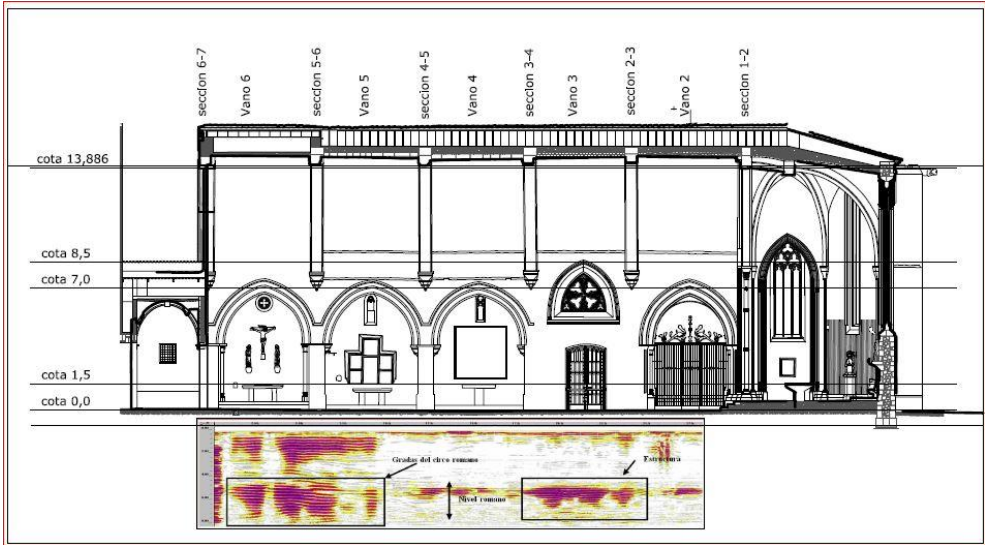 seccion 6-7
Vano 6
seccion 5-6
Vano 5
seccion 4-5
Vano 4
seccion 3-4
Vano 3
seccion 2-3
Vano 2
seccion 1-2
cota 13,886
cota 8,5
cota 7,0
cota 1,5
cota 0,0
Gradas del circo romano
Estructura
Nivel romano